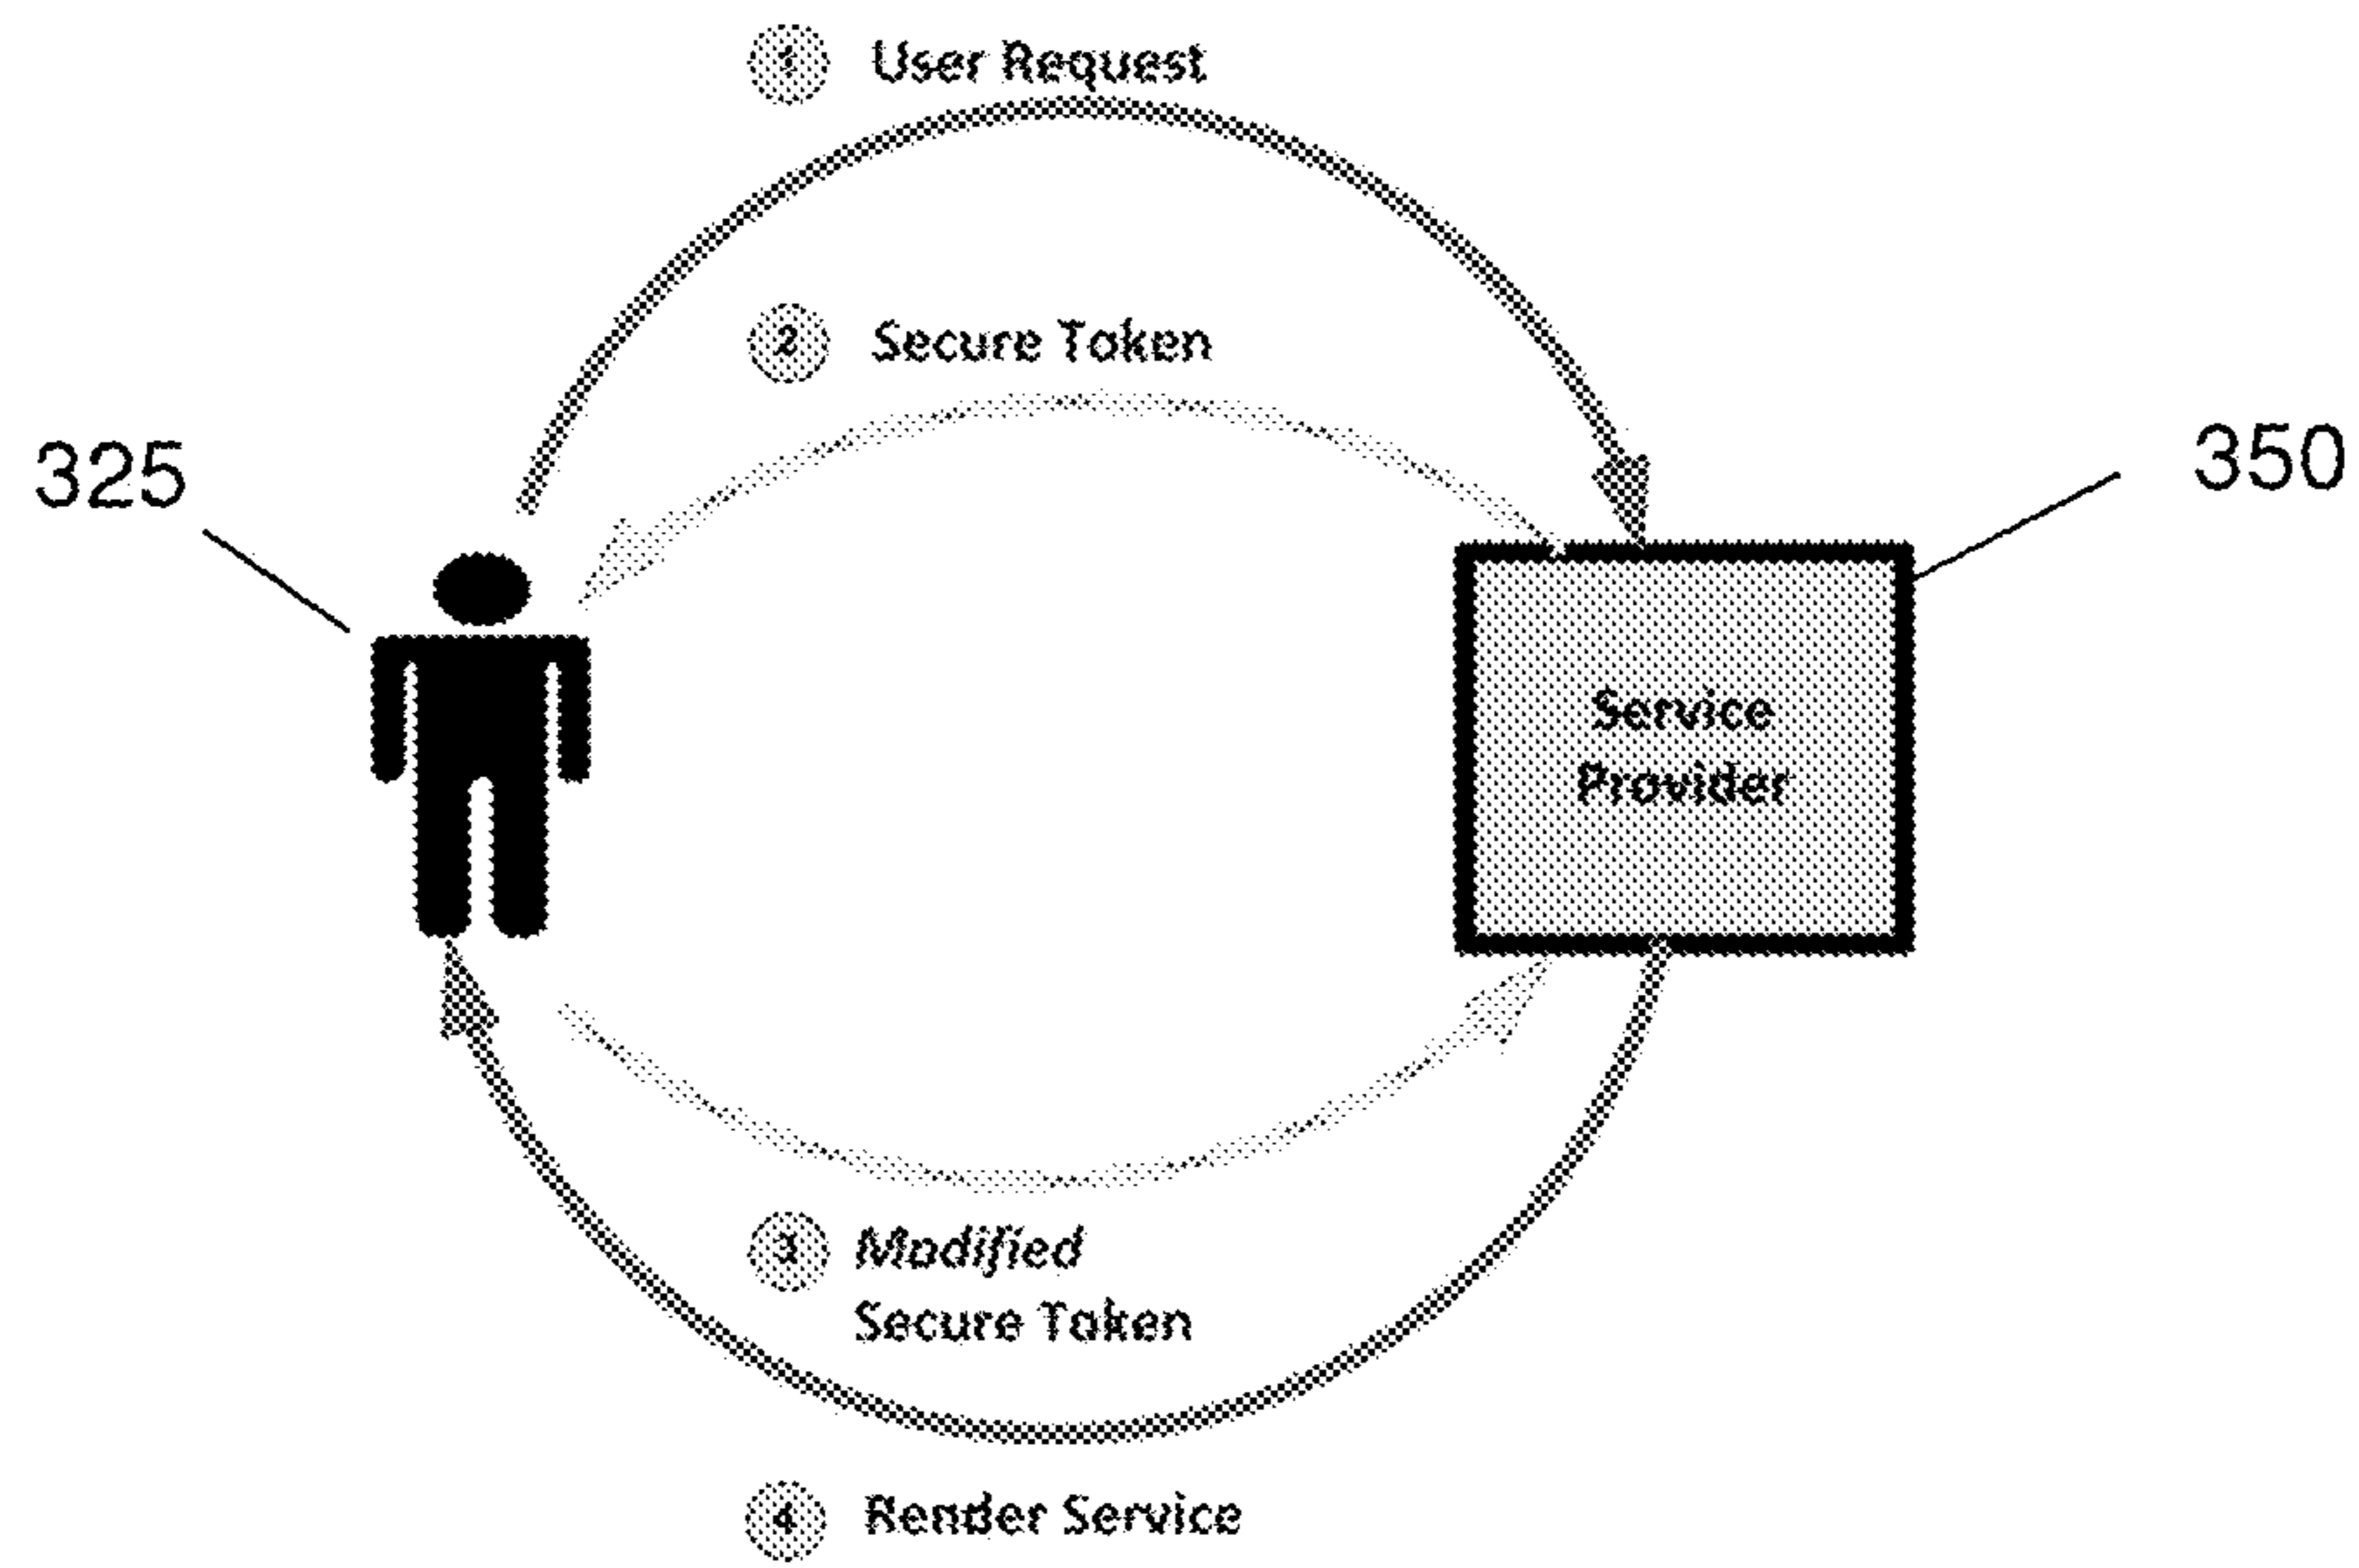 1 User Request
2 Secure Token
325
350
Service
Provider
3 Modified
Secure Token
4 Render Service